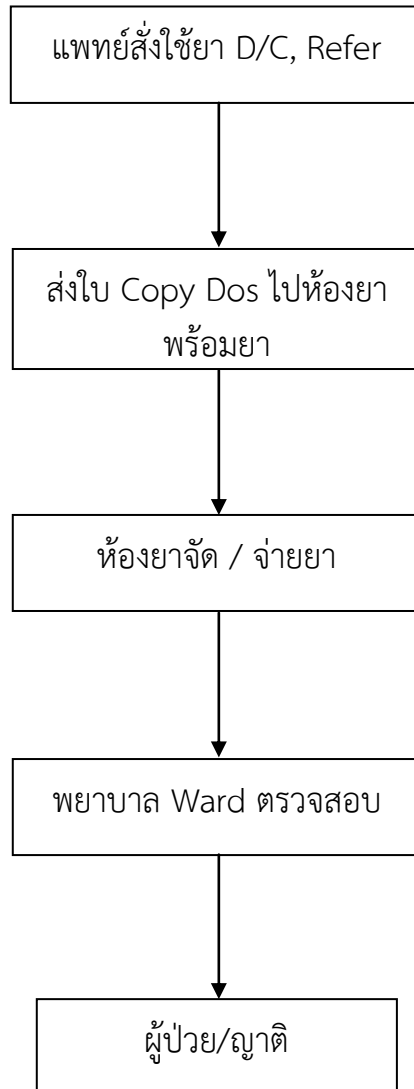 แพทย์สั่งใช้ยา D/C, Refer
ส่งใบ Copy Dos ไปห้องยา
พร้อมยา
ห้องยาจัด / จ่ายยา
พยาบาล Ward ตรวจสอบ
ผู้ป่วย/ญาติ